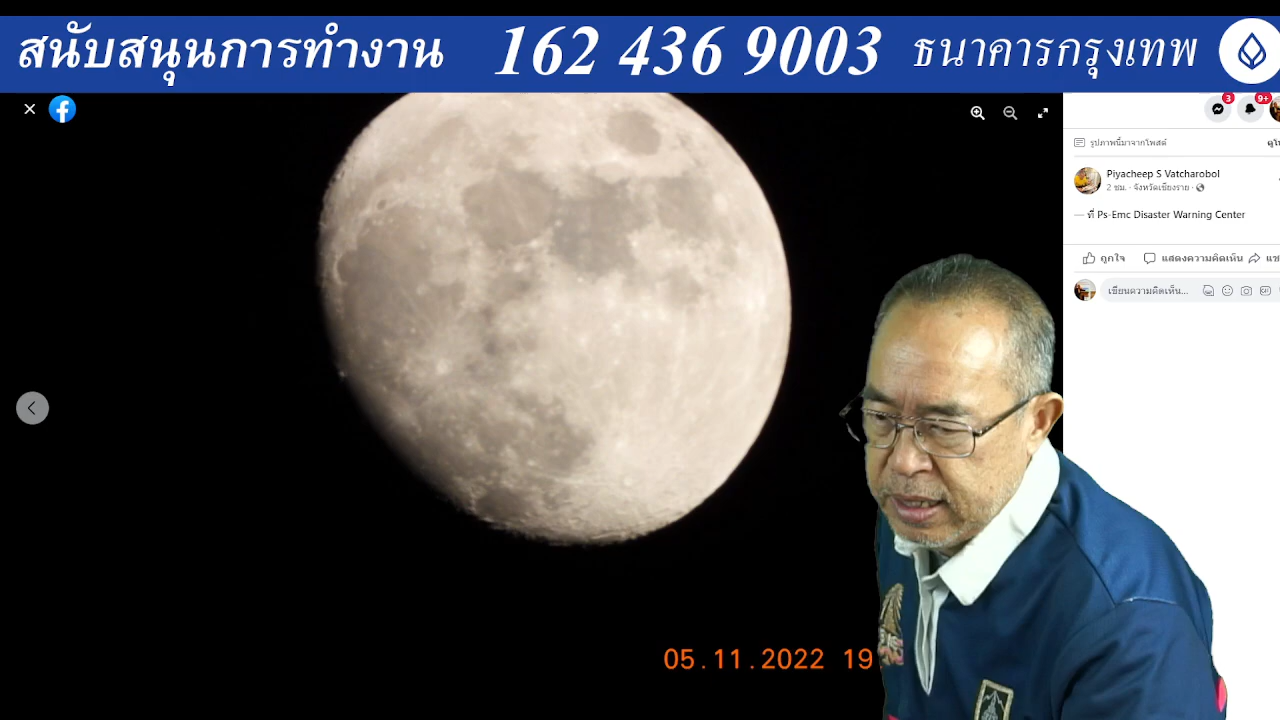 สนับสนุนการทำงาน 162 436 9003 ธนาคารกรุงเทพ
3 9+
รูปภาพนี้มาจากโพสต์
Piyacheep S Vatcharobol
2 ชม. · จังหวัดเชียงราย ·
— ที่ Ps-Emc Disaster Warning Center
ถูกใจ แสดงความคิดเห็น
เขียนความคิดเห็น...
GIF
05.11.2022 19